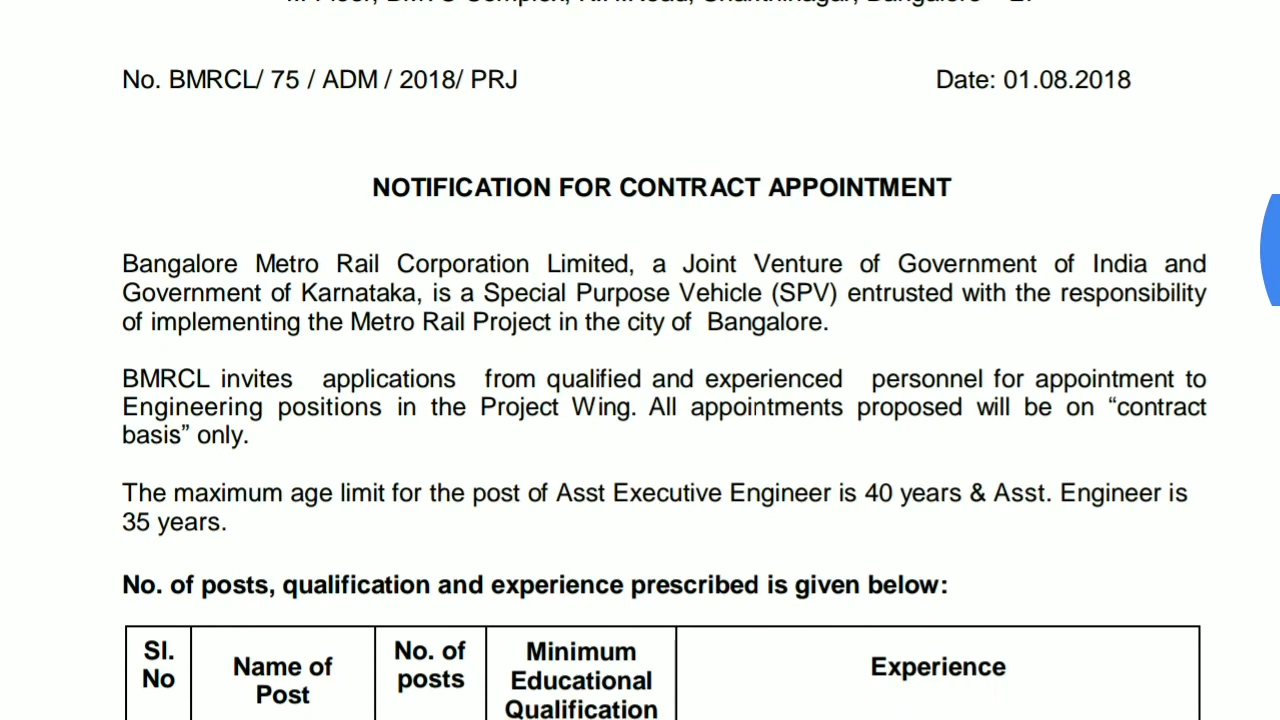 Complex, Shanthinagar, Bangalore
No. BMRCL/ 75 / ADM / 2018/ PRJ Date: 01.08.2018
NOTIFICATION FOR CONTRACT APPOINTMENT
Bangalore Metro Rail Corporation Limited, a Joint Venture of Government of India and
Government of Karnataka, is a Special Purpose Vehicle (SPV) entrusted with the responsibility
of implementing the Metro Rail Project in the city of Bangalore.
BMRCL invites applications from qualified and experienced personnel for appointment to
Engineering positions in the Project Wing. All appointments proposed will be on “contract
basis” only.
The maximum age limit for the post of Asst Executive Engineer is 40 years & Asst. Engineer is
35 years.
No. of posts, qualification and experience prescribed is given below:
Sl.
No
Name of
Post
No. of
posts
Minimum
Educational
Qualification
Experience